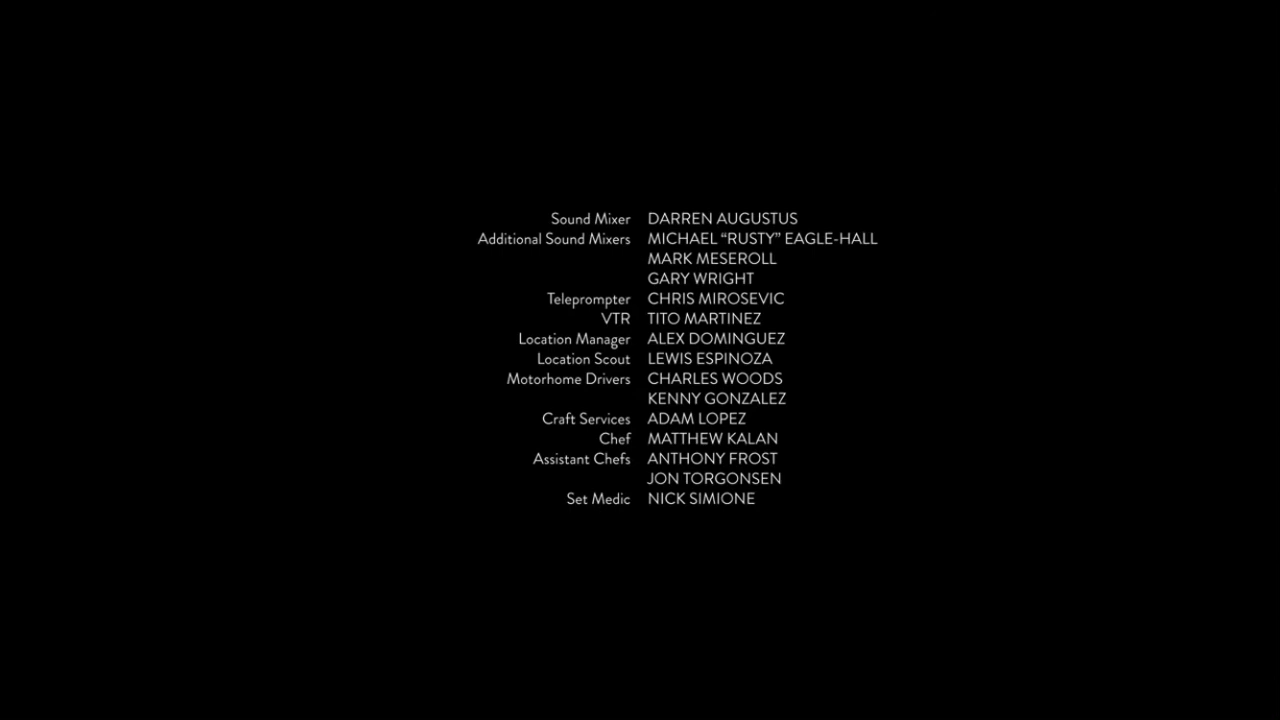 Sound Mixer DARREN AUGUSTUS
Additional Sound Mixers MICHAEL “RUSTY” EAGLE-HALL
MARK MESEROLL
GARY WRIGHT
Teleprompter CHRIS MIROSEVIC
VTR TITO MARTINEZ
Location Manager ALEX DOMINGUEZ
Location Scout LEWIS ESPINOZA
Motorhome Drivers CHARLES WOODS
KENNY GONZALEZ
Craft Services ADAM LOPEZ
Chef MATTHEW KALAN
Assistant Chefs ANTHONY FROST
JON TORGONSEN
Set Medic NICK SIMIONE